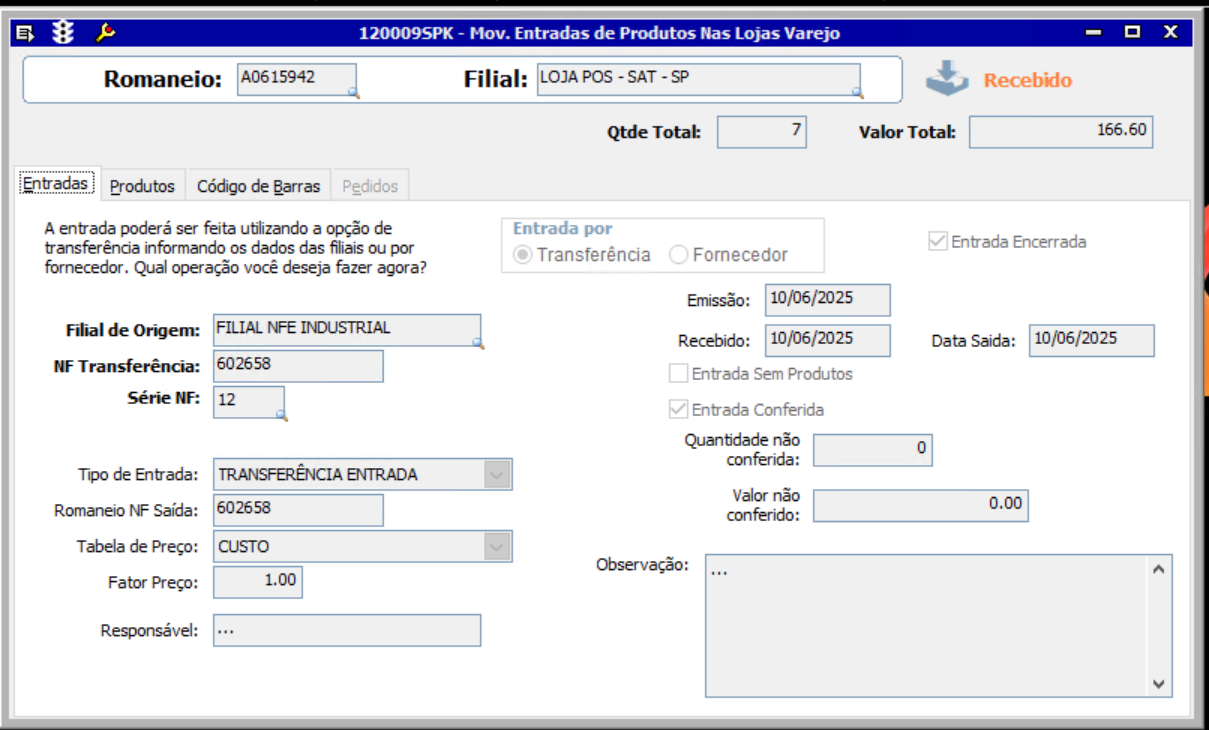 120009SPK - Mov. Entradas de Produtos Nas Lojas Varejo
Romaneio: A0615942 Filial: LOJA POS - SAT - SP Recebido
Qtde Total: 7 Valor Total: 166.60
Entradas Produtos Código de Barras Pedidos
A entrada poderá ser feita utilizando a opção de
transferência informando os dados das filiais ou por
fornecedor. Qual operação você deseja fazer agora?
Entrada por
Transferência Fornecedor
Entrada Encerrada
Emissão: 10/06/2025
Filial de Origem: FILIAL NFE INDUSTRIAL
Recebido: 10/06/2025 Data Saida: 10/06/2025
NF Transferência: 602658
Entrada Sem Produtos
Série NF: 12
Entrada Conferida
Quantidade não
conferida: 0
Tipo de Entrada: TRANSFERÊNCIA ENTRADA
Valor não
conferido: 0.00
Romaneio NF Saída: 602658
Tabela de Preço: CUSTO
Observação: ...
Fator Preço: 1.00
Responsável: ...